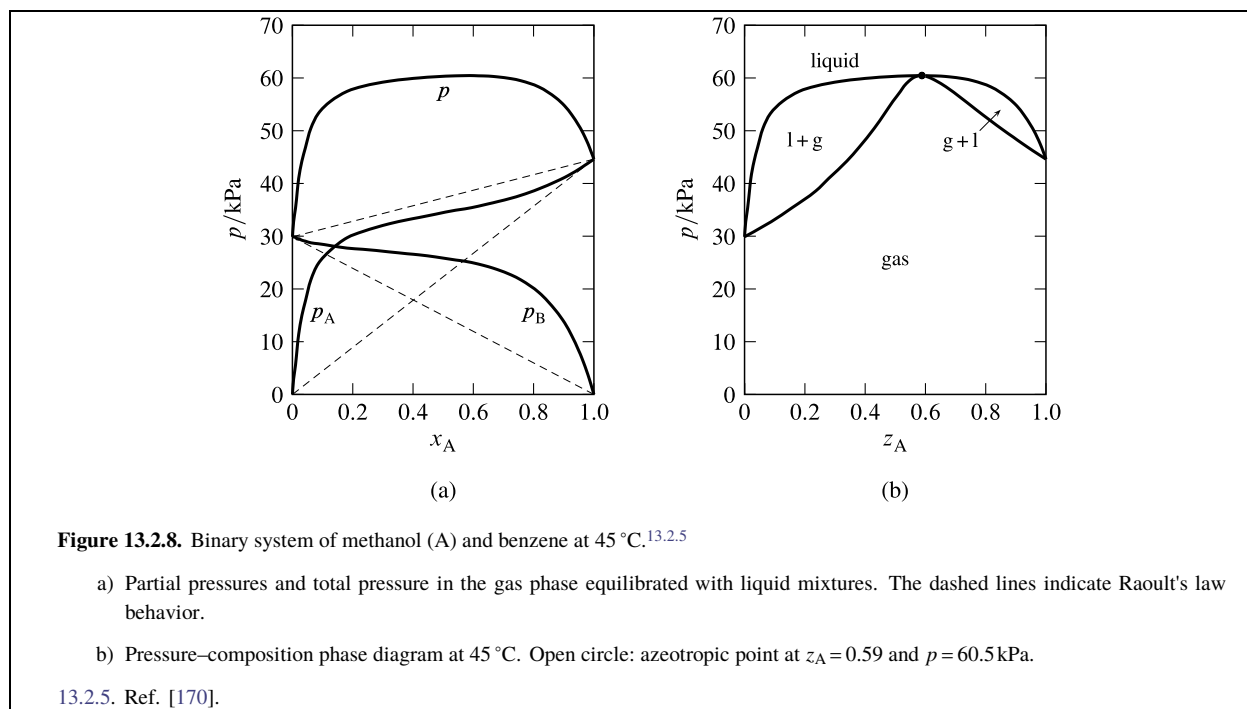 70
60
50
40
30
20
10
0
p/kPa
p
p_A
p_B
0 0.2 0.4 0.6 0.8 1.0
x_A
(a)
70
60
50
40
30
20
10
0
p/kPa
liquid
l + g
g + l
gas
0 0.2 0.4 0.6 0.8 1.0
z_A
(b)
Figure 13.2.8. Binary system of methanol (A) and benzene at 45 °C.13.2.5
a) Partial pressures and total pressure in the gas phase equilibrated with liquid mixtures. The dashed lines indicate Raoult's law
behavior.
b) Pressure–composition phase diagram at 45 °C. Open circle: azeotropic point at z_A = 0.59 and p = 60.5 kPa.
13.2.5. Ref. [170].